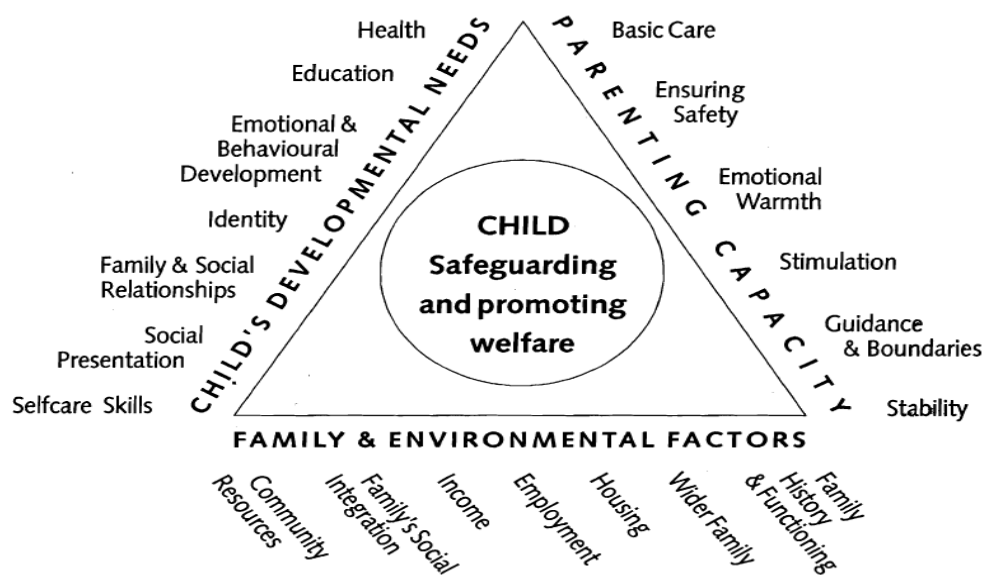 Health
Education
Emotional &
Behavioural
Development
Identity
Family & Social
Relationships
Social
Presentation
Selfcare Skills
CHILD'S DEVELOPMENTAL NEEDS
CHILD
Safeguarding
and promoting
welfare
PARENTING CAPACITY
Basic Care
Ensuring
Safety
Emotional
Warmth
Stimulation
Guidance
& Boundaries
Stability
FAMILY & ENVIRONMENTAL FACTORS
Community
Resources
Family's Social
Integration
Income
Employment
Housing
Wider Family
Family
History
& Functioning